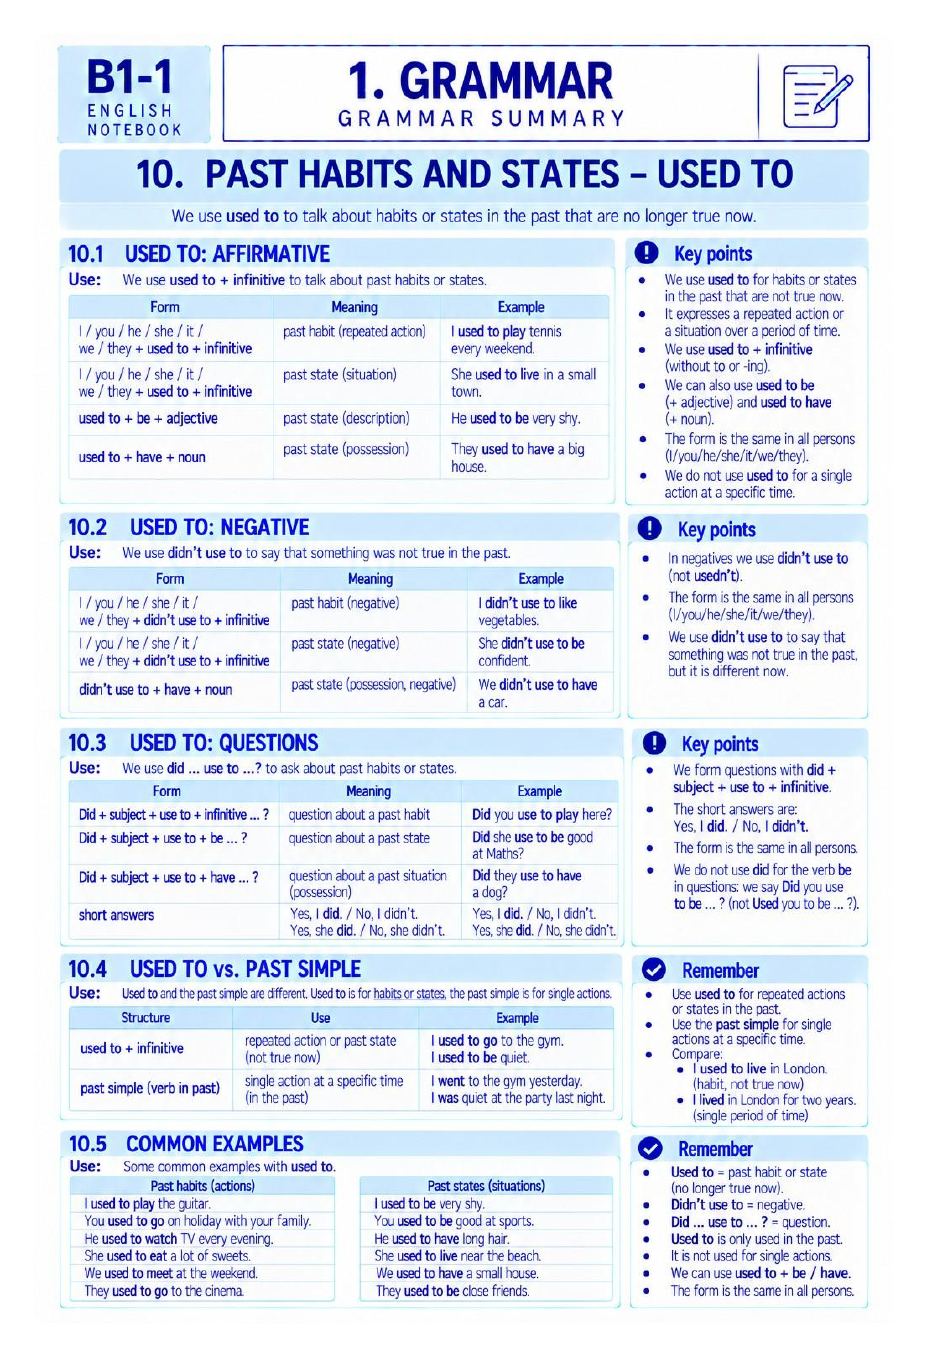 B1-1
ENGLISH
NOTEBOOK
1. GRAMMAR
GRAMMAR SUMMARY
10. PAST HABITS AND STATES – USED TO
We use used to to talk about habits or states in the past that are no longer true now.
10.1 USED TO: AFFIRMATIVE
Use: We use used to + infinitive to talk about past habits or states.
Form Meaning Example
I / you / he / she / it / past habit (repeated action) I used to play tennis
we / they + used to + infinitive every weekend.
I / you / he / she / it / past state (situation) She used to live in a small
we / they + used to + infinitive town.
used to + be + adjective past state (description) He used to be very shy.
used to + have + noun past state (possession) They used to have a big
house.
Key points
• We use used to for habits or states
in the past that are not true now.
• It expresses a repeated action or
a situation over a period of time.
• We use used to + infinitive
(without to or -ing).
• We can also use used to be
(+ adjective) and used to have
(+ noun).
• The form is the same in all persons
(I/you/he/she/it/we/they).
• We do not use used to for a single
action at a specific time.
10.2 USED TO: NEGATIVE
Use: We use didn't use to to say that something was not true in the past.
Form Meaning Example
I / you / he / she / it / past habit (negative) I didn't use to like
we / they + didn't use to + infinitive vegetables.
I / you / he / she / it / past state (negative) She didn't use to be
we / they + didn't use to + infinitive confident.
didn't use to + have + noun past state (possession, negative) We didn't use to have
a car.
Key points
• In negatives we use didn't use to
(not usedn't).
• The form is the same in all persons
(I/you/he/she/it/we/they).
• We use didn't use to to say that
something was not true in the past,
but it is different now.
10.3 USED TO: QUESTIONS
Use: We use did ... use to ...? to ask about past habits or states.
Form Meaning Example
Did + subject + use to + infinitive ... ? question about a past habit Did you use to play here?
Did + subject + use to + be ... ? question about a past state Did she use to be good
at Maths?
Did + subject + use to + have ... ? question about a past situation Did they use to have
(possession) a dog?
short answers Yes, I did. / No, I didn't. Yes, I did. / No, I didn't.
Yes, she did. / No, she didn't. Yes, she did. / No, she didn't.
Key points
• We form questions with did +
subject + use to + infinitive.
• The short answers are:
Yes, I did. / No, I didn't.
• The form is the same in all persons.
• We do not use did for the verb be
in questions: we say Did you use
to be ... ? (not Used you to be ... ?).
10.4 USED TO vs. PAST SIMPLE
Use: Used to and the past simple are different. Used to is for habits or states, the past simple is for single actions.
Structure Use Example
used to + infinitive repeated action or past state I used to go to the gym.
(not true now) I used to be quiet.
past simple (verb in past) single action at a specific time I went to the gym yesterday.
(in the past) I was quiet at the party last night.
Remember
• Use used to for repeated actions
or states in the past.
• Use the past simple for single
actions at a specific time.
• Compare:
• I used to live in London.
(habit, not true now)
• I lived in London for two years.
(single period of time)
10.5 COMMON EXAMPLES
Use: Some common examples with used to.
Past habits (actions)
I used to play the guitar.
You used to go on holiday with your family.
He used to watch TV every evening.
She used to eat a lot of sweets.
We used to meet at the weekend.
They used to go to the cinema.
Past states (situations)
I used to be very shy.
You used to be good at sports.
He used to have long hair.
She used to live near the beach.
We used to have a small house.
They used to be close friends.
Remember
• Used to = past habit or state
(no longer true now).
• Didn't use to = negative.
• Did ... use to ... ? = question.
• Used to is only used in the past.
• It is not used for single actions.
• We can use used to + be / have.
• The form is the same in all persons.